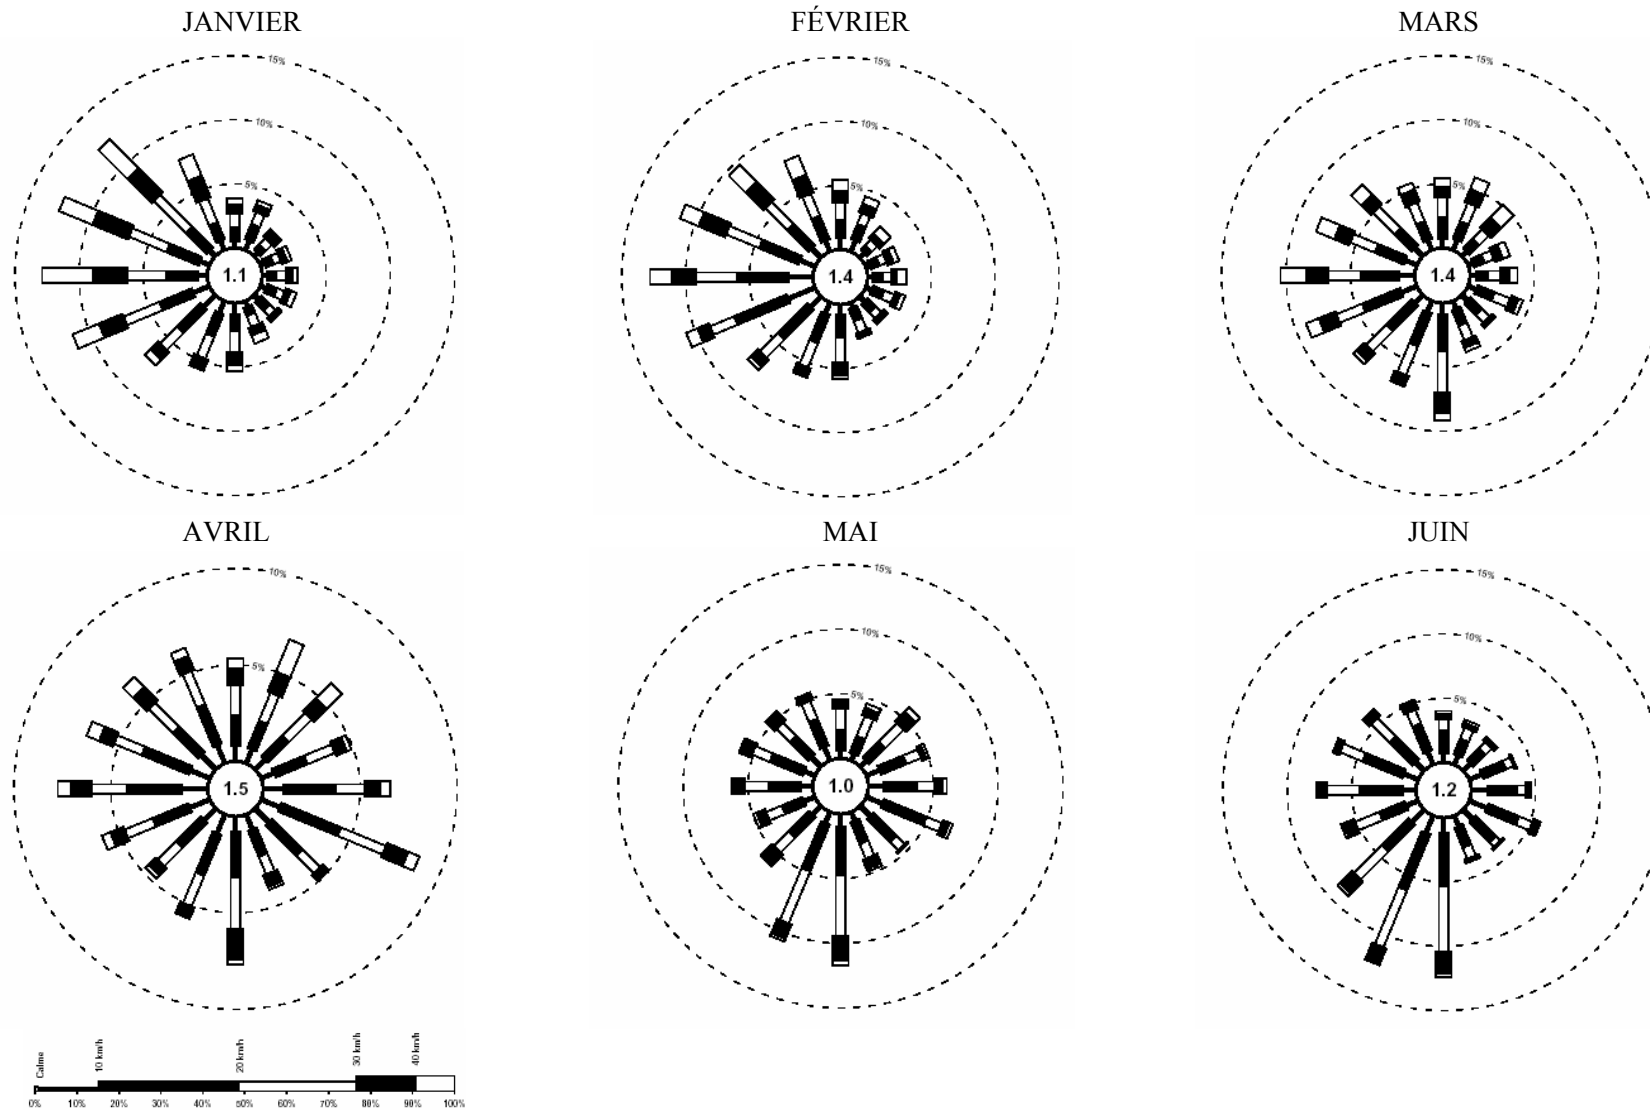 JANVIER FÉVRIER MARS
15% 15% 15%
10% 10% 10%
5% 5% 5%
1.1 1.4 1.4
AVRIL MAI JUIN
10% 15% 15%
10% 10%
5% 5% 5%
1.5 1.0 1.2
Calme 10 km/h 20 km/h 30 km/h 40 km/h
0% 10% 20% 30% 40% 50% 60% 70% 80% 90% 100%